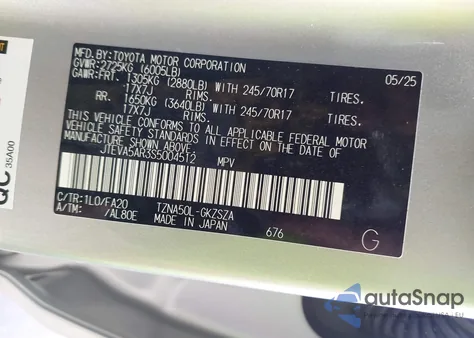 MFD.BY: TOYOTA MOTOR CORPORATION 05/25
GVWR:2725KG (6005LB)
GAWR:FRT. 1305KG (2880LB) WITH 245/70R17 TIRES.
17X7J RIMS.
RR. 1650KG (3640LB) WITH 245/70R17 TIRES.
17X7J RIMS.
THIS VEHICLE CONFORMS TO ALL APPLICABLE FEDERAL MOTOR
VEHICLE SAFETY STANDARDS IN EFFECT ON THE DATE OF
MANUFACTURE SHOWN ABOVE.
JTEVA5AR3S5004512 MPV
C/TR:1L0/FA20 TZNA50L-GKZSZA
A/TM: /AL80E MADE IN JAPAN
676 G
QC
35A00
autoSnap